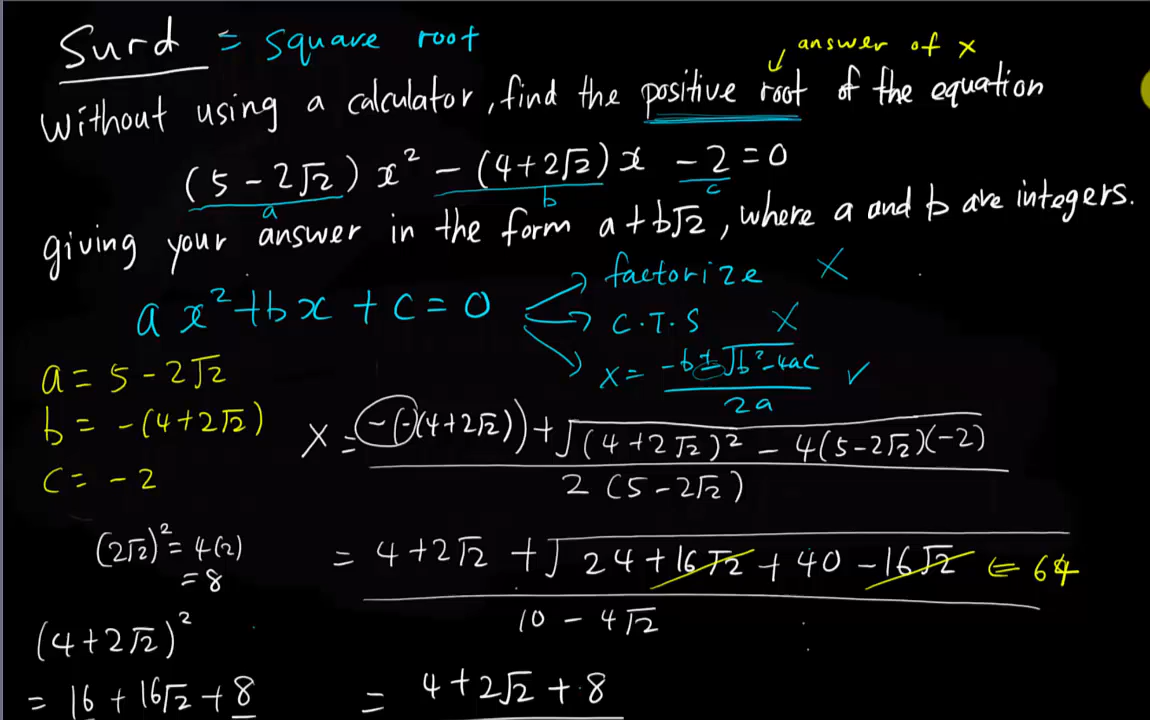 Surd = square root
answer of x
Without using a calculator, find the positive root of the equation
(5 - 2√2) x² - (4 + 2√2) x - 2 = 0
a b c
giving your answer in the form a + b√2, where a and b are integers.
a x² + b x + c = 0
factorize X
C.T.S X
x = (-b ± √(b² - 4ac)) / 2a ✓
a = 5 - 2√2
b = -(4 + 2√2)
c = -2
x = (-(-(4 + 2√2)) + √((4 + 2√2)² - 4(5 - 2√2)(-2))) / 2(5 - 2√2)
(2√2)² = 4(2)
= 8
= (4 + 2√2 + √(24 + 16√2 + 40 - 16√2)) / (10 - 4√2) ⇐ 64
(4 + 2√2)²
= 16 + 16√2 + 8
= 4 + 2√2 + 8